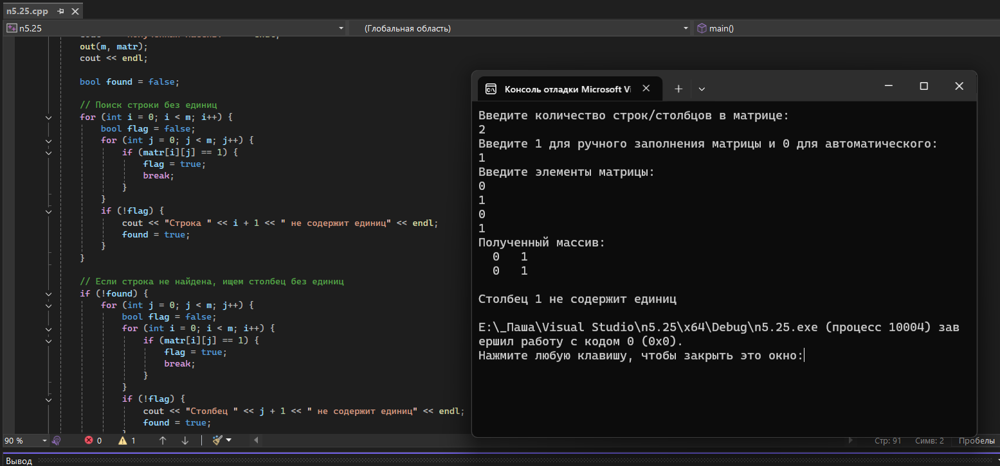 n5.25.cpp
n5.25 (Глобальная область) main()
out(m, matr);
cout << endl;
bool found = false;
// Поиск строки без единиц
for (int i = 0; i < m; i++) {
bool flag = false;
for (int j = 0; j < m; j++) {
if (matr[i][j] == 1) {
flag = true;
break;
}
}
if (!flag) {
cout << "Строка " << i + 1 << " не содержит единиц" << endl;
found = true;
}
}
// Если строка не найдена, ищем столбец без единиц
if (!found) {
for (int j = 0; j < m; j++) {
bool flag = false;
for (int i = 0; i < m; i++) {
if (matr[i][j] == 1) {
flag = true;
break;
}
}
if (!flag) {
cout << "Столбец " << j + 1 << " не содержит единиц" << endl;
found = true;
Консоль отладки Microsoft Vi
Введите количество строк/столбцов в матрице:
2
Введите 1 для ручного заполнения матрицы и 0 для автоматического:
1
Введите элементы матрицы:
0
1
0
1
Полученный массив:
0 1
0 1
Столбец 1 не содержит единиц
E:\_Паша\Visual Studio\n5.25\x64\Debug\n5.25.exe (процесс 10004) зав
ершил работу с кодом 0 (0x0).
Нажмите любую клавишу, чтобы закрыть это окно:
90 % 0 1 Стр: 91 Симв: 2 Пробелы
Вывод